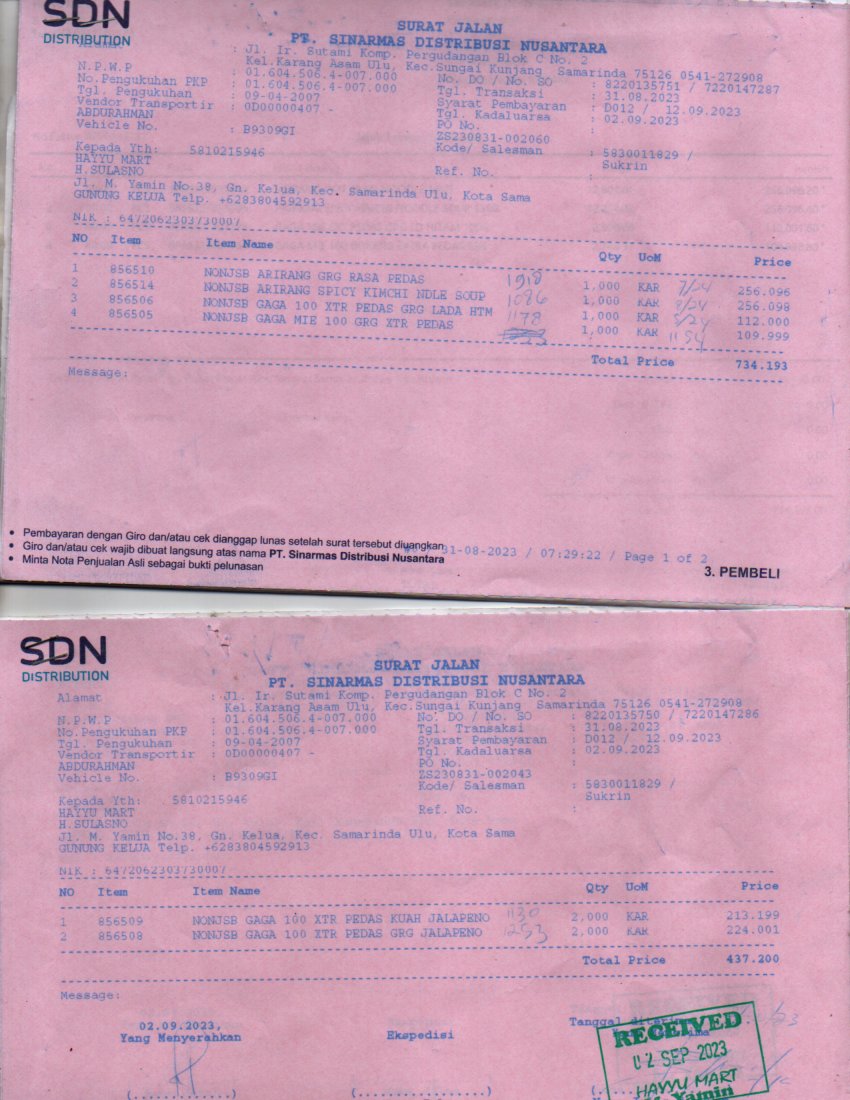 SDN
DISTRIBUTION
SURAT JALAN
PT. SINARMAS DISTRIBUSI NUSANTARA
Alamat : Jl. Ir. Sutami Komp. Pergudangan Blok C No. 2
Kel.Karang Asam Ulu, Kec.Sungai Kunjang Samarinda 75126 0541-272908
N.P.W.P : 01.604.506.4-007.000 No. DO / No. SO : 8220135751 / 7220147287
No.Pengukuhan PKP : 01.604.506.4-007.000 Tgl. Transaksi : 31.08.2023
Tgl. Pengukuhan : 09-04-2007 Syarat Pembayaran : D012 / 12.09.2023
Vendor Transportir : 0D00000407 - Tgl. Kadaluarsa : 02.09.2023
ABDURAHMAN PO No. :
Vehicle No. : B9309GI ZS230831-002060
Kode/ Salesman : 5830011829 /
Sukrin
Kepada Yth: 5810215946
HAYYU MART
H.SULASNO Ref. No. :
Jl. M. Yamin No.38, Gn. Kelua, Kec. Samarinda Ulu, Kota Sama
GUNUNG KELUA Telp. +6283804592913
NIK : 6472062303730007
NO Item Item Name Qty UoM Price
1 856510 NONJSB ARIRANG GRG RASA PEDAS 1918 1,000 KAR 7/24 256.096
2 856514 NONJSB ARIRANG SPICY KIMCHI NDLE SOUP 1086 1,000 KAR 8/24 256.098
3 856506 NONJSB GAGA 100 XTR PEDAS GRG LADA HTM 1178 1,000 KAR 5/24 112.000
4 856505 NONJSB GAGA MIE 100 GRG XTR PEDAS 1,000 KAR 1154 109.999
Total Price 734.193
Message:
• Pembayaran dengan Giro dan/atau cek dianggap lunas setelah surat tersebut diuangkan
• Giro dan/atau cek wajib dibuat langsung atas nama PT. Sinarmas Distribusi Nusantara
• Minta Nota Penjualan Asli sebagai bukti pelunasan
31-08-2023 / 07:29:22 / Page 1 of 2
3. PEMBELI
SDN
DISTRIBUTION
SURAT JALAN
PT. SINARMAS DISTRIBUSI NUSANTARA
Alamat : Jl. Ir. Sutami Komp. Pergudangan Blok C No. 2
Kel.Karang Asam Ulu, Kec.Sungai Kunjang Samarinda 75126 0541-272908
N.P.W.P : 01.604.506.4-007.000 No. DO / No. SO : 8220135750 / 7220147286
No.Pengukuhan PKP : 01.604.506.4-007.000 Tgl. Transaksi : 31.08.2023
Tgl. Pengukuhan : 09-04-2007 Syarat Pembayaran : D012 / 12.09.2023
Vendor Transportir : 0D00000407 - Tgl. Kadaluarsa : 02.09.2023
ABDURAHMAN PO No. :
Vehicle No. : B9309GI ZS230831-002043
Kode/ Salesman : 5830011829 /
Sukrin
Kepada Yth: 5810215946
HAYYU MART Ref. No. :
H.SULASNO
Jl. M. Yamin No.38, Gn. Kelua, Kec. Samarinda Ulu, Kota Sama
GUNUNG KELUA Telp. +6283804592913
NIK : 6472062303730007
NO Item Item Name Qty UoM Price
1 856509 NONJSB GAGA 100 XTR PEDAS KUAH JALAPENO 1130 2,000 KAR 213.199
2 856508 NONJSB GAGA 100 XTR PEDAS GRG JALAPENO 1253 2,000 KAR 224.001
Total Price 437.200
Message:
02.09.2023, Tanggal
Yang Menyerahkan Ekspedisi
RECEIVED
02 SEP 2023
HAYYU MART
M. Yamin